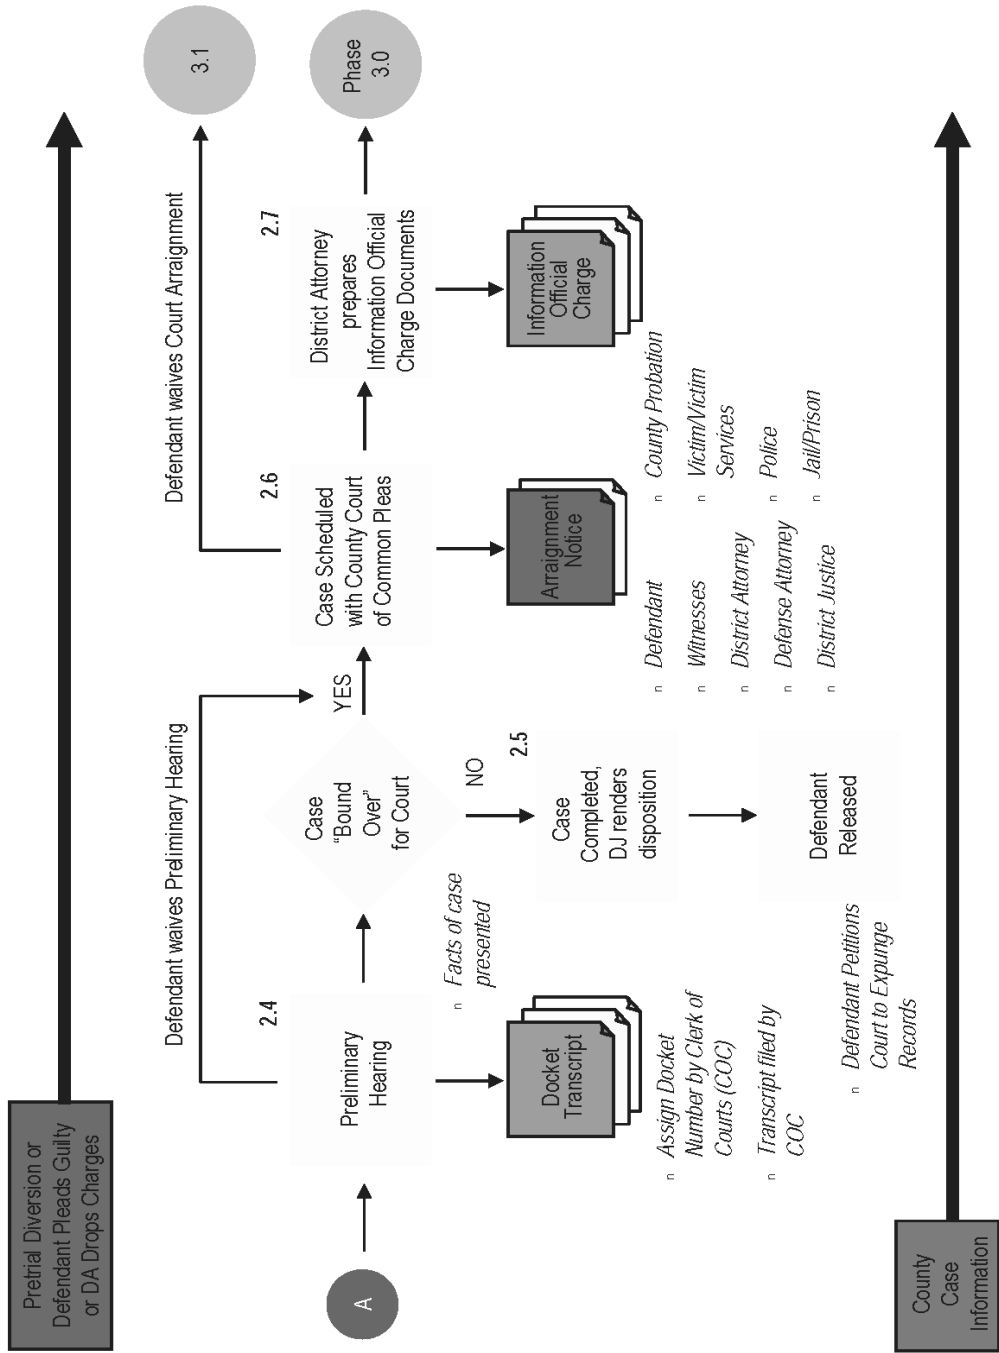 Pretrial Diversion or
Defendant Pleads Guilty
or DA Drops Charges
Defendant waives Preliminary Hearing
Defendant waives Court Arraignment
3.1
A
2.4
Preliminary
Hearing
Case
“Bound
Over”
for Court
YES
NO
2.6
Case Scheduled
with County Court
of Common Pleas
2.7
District Attorney
prepares
Information Official
Charge Documents
Phase
3.0
n Facts of case
presented
Docket
Transcript
n Assign Docket
Number by Clerk of
Courts (COC)
n Transcript filed by
COC
2.5
Case
Completed,
DJ renders
disposition
Defendant
Released
n Defendant Petitions
Court to Expunge
Records
Arraignment
Notice
n Defendant
n Witnesses
n District Attorney
n Defense Attorney
n District Justice
n County Probation
n Victim/Victim
Services
n Police
n Jail/Prison
Information
Official
Charge
County
Case
Information